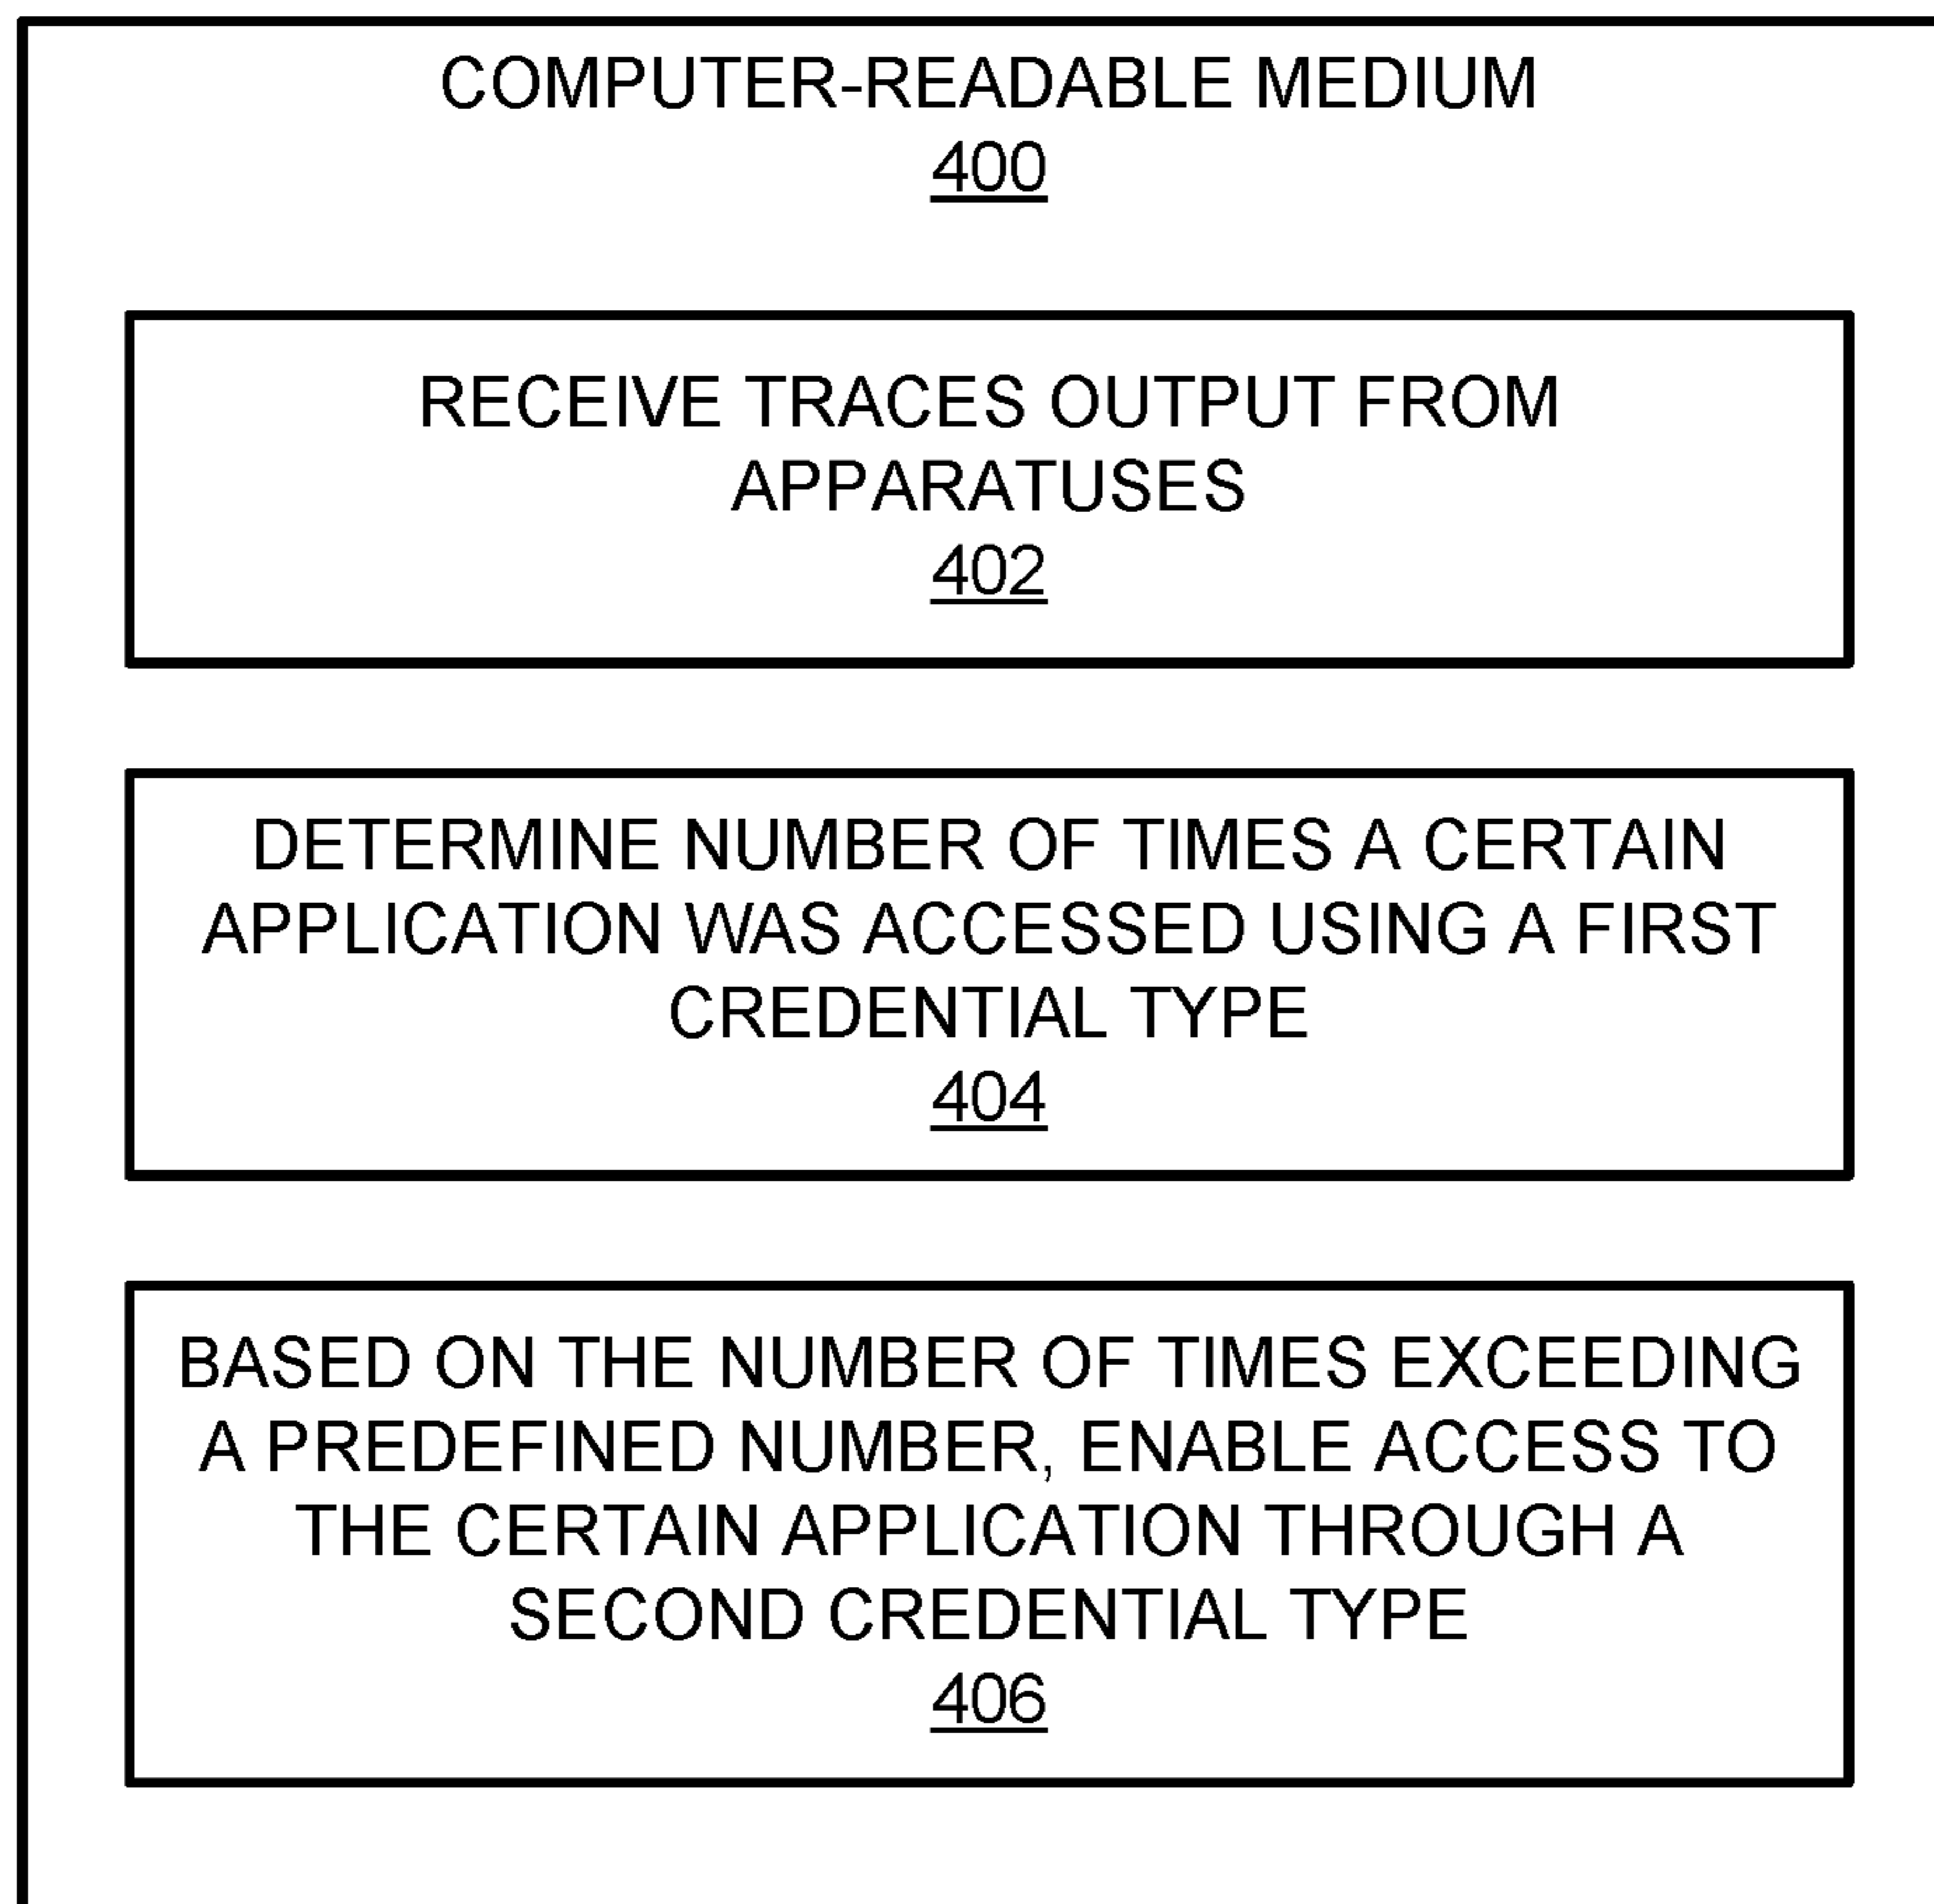 COMPUTER-READABLE MEDIUM
400
RECEIVE TRACES OUTPUT FROM
APPARATUSES
402
DETERMINE NUMBER OF TIMES A CERTAIN
APPLICATION WAS ACCESSED USING A FIRST
CREDENTIAL TYPE
404
BASED ON THE NUMBER OF TIMES EXCEEDING
A PREDEFINED NUMBER, ENABLE ACCESS TO
THE CERTAIN APPLICATION THROUGH A
SECOND CREDENTIAL TYPE
406